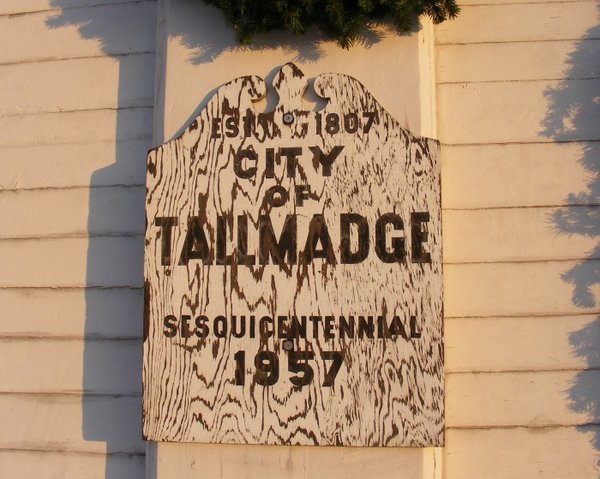 EST. 1807
CITY
OF
TALLMADGE
SESQUICENTENNIAL
1957